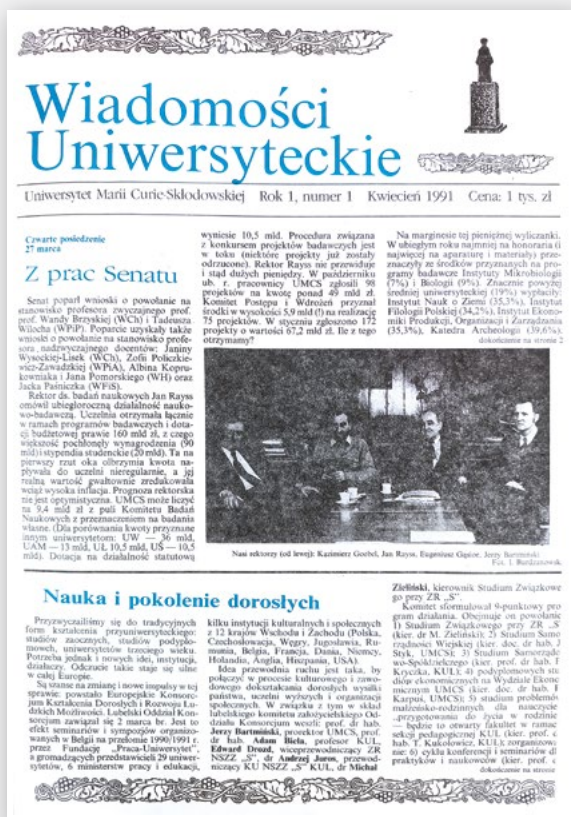 Wiadomości
Uniwersyteckie
Uniwersytet Marii Curie-Skłodowskiej Rok 1, numer 1 Kwiecień 1991 Cena: 1 tys. zł
Czwarte posiedzenie
27 marca
Z prac Senatu
Senat poparł wnioski o powołanie na
stanowisko profesora zwyczajnego prof.
prof. Wandy Brzyskiej (WCh) i Tadeusza
Wilocha (WPiP). Poparcie uzyskały także
wnioski o powołanie na stanowisko profe-
sora nadzwyczajnego docentów: Janiny
Wysockiej-Lisek (WCh), Zofii Policzkie-
wicz-Zawadzkiej (WPiA), Albina Kopru-
kowniaka i Jana Pomorskiego (WH) oraz
Jacka Paśniczka (WFiS).
Rektor ds. badań naukowych Jan Rayss
omówił ubiegłoroczną działalność nauko-
wo-badawczą. Uczelnia otrzymała łącznie
w ramach programów badawczych i dota-
cji budżetowej prawie 160 mld zł, z czego
większość pochłonęły wynagrodzenia (90
mld) i stypendia studenckie (20 mld). Ta na
pierwszy rzut oka olbrzymia kwota na-
pływała do uczelni nieregularnie, a jej
realną wartość gwałtownie zredukowała
wciąż wysoka inflacja. Prognoza rektorska
nie jest optymistyczna. UMCS może liczyć
na 9,4 mld zł z puli Komitetu Badań
Naukowych z przeznaczeniem na badania
własne. (Dla porównania kwoty przyznane
innym uniwersytetom: UW — 36 mld,
UAM — 13 mld, UŁ 10,5 mld, UŚ — 10,5
mld). Dotacja na działalność statutową
wyniesie 10,5 mld. Procedura związana
z konkursem projektów badawczych jest
w toku (niektóre projekty już zostały
odrzucone). Rektor Rayss nie przewiduje
i stąd dużych pieniędzy. W październiku
ub. r. pracownicy UMCS zgłosili 98
projektów na kwotę ponad 49 mld zł.
Komitet Postępu i Wdrożeń przyznał
środki w wysokości 5,9 mld (!) na realizację
75 projektów. W styczniu zgłoszono 172
projekty o wartości 67,2 mld zł. Ile z tego
otrzymamy?
Na marginesie tej pieniężnej wyliczanki.
W ubiegłym roku najmniej na honoraria (i
najwięcej na aparaturę i materiały) prze-
znaczyły ze środków przyznanych na pro-
gramy badawcze Instytuty Mikrobiologii
(7%) i Biologii (9%). Znacznie powyżej
średniej uniwersyteckiej (19%) wypłaciły:
Instytut Nauk o Ziemi (35,3%), Instytut
Filologii Polskiej (34,2%), Instytut Ekono-
miki Produkcji, Organizacji i Zarządzania
(35,3%), Katedra Archeologii (39,6%).
dokończenie na stronie 2
Nasi rektorzy (od lewej): Kazimierz Goebel, Jan Rayss, Eugeniusz Gąsior, Jerzy Bartmiński
Fot. J. Burdzanowski
Nauka i pokolenie dorosłych
Przyzwyczailiśmy się do tradycyjnych
form kształcenia przyuniwersyteckiego:
studiów zaocznych, studiów podyplo-
mowych, uniwersytetów trzeciego wieku.
Potrzeba jednak i nowych idei, instytucji,
działaczy. Odczucie takie staje się silne
w całej Europie.
Są szanse na zmianę i nowe impulsy w tej
sprawie: powstało Europejskie Konsorc-
jum Kształcenia Dorosłych i Rozwoju Lu-
dzkich Możliwości. Lubelski Oddział Kon-
sorcjum zawiązał się 2 marca br. Jest to
efekt seminariów i sympozjów organizo-
wanych w Belgii na przełomie 1990/1991 r.
przez Fundację „Praca-Uniwersytet”,
a gromadzących przedstawicieli 29 uniwer-
sytetów, 6 ministerstw pracy i edukacji,
kilku instytucji kulturalnych i społecznych
z 12 krajów Wschodu i Zachodu (Polska,
Czechosłowacja, Węgry, Jugosławia, Ru-
munia, Belgia, Francja, Dania, Niemcy,
Holandia, Anglia, Hiszpania, USA).
Idea przewodnia ruchu jest taka, by
połączyć w procesie kulturowego i zawo-
dowego dokształcania dorosłych wysiłki
państwa, uczelni wyższych i organizacji
społecznych. W związku z tym w skład
lubelskiego komitetu założycielskiego Od-
działu Konsorcjum weszli: prof. dr hab.
Jerzy Bartmiński, prorektor UMCS, prof.
dr hab. Adam Biela, profesor KUL,
Edward Drozd, wiceprzewodniczący ZR
NSZZ „S”, dr Andrzej Juros, przewod-
niczący KU NSZZ „S” KUL, dr Michał
Zieliński, kierownik Studium Związkowe-
go przy ZR „S”.
Komitet sformułował 9-punktowy pro-
gram działania. Obejmuje on powołanie
1) Studium Związkowego przy ZR „S”
(kier. dr M. Zieliński); 2) Studium Samo
rządności Wiejskiej (kier. doc. dr hab. J
Styk, UMCS); 3) Studium Samorządo-
wo-Spółdzielczego (kier. prof. dr hab. F
Kryczka, KUL); 4) podyplomowych stu
diów ekonomicznych na Wydziale Ekono
micznym UMCS (kier. doc. dr hab. I
Karpuś, UMCS); 5) studium problemów
małżeńsko-rodzinnych dla nauczycie
„przygotowania do życia w rodzinie
— będzie to otwarty fakultet w ramac
sekcji pedagogicznej KUL (kier. prof. c
hab. T. Kukołowicz, KUL); zorganizowa
nie: 6) cyklu konferencji i seminariów dl
praktyków i naukowców (kier. prof. c
dokończenie na stronie